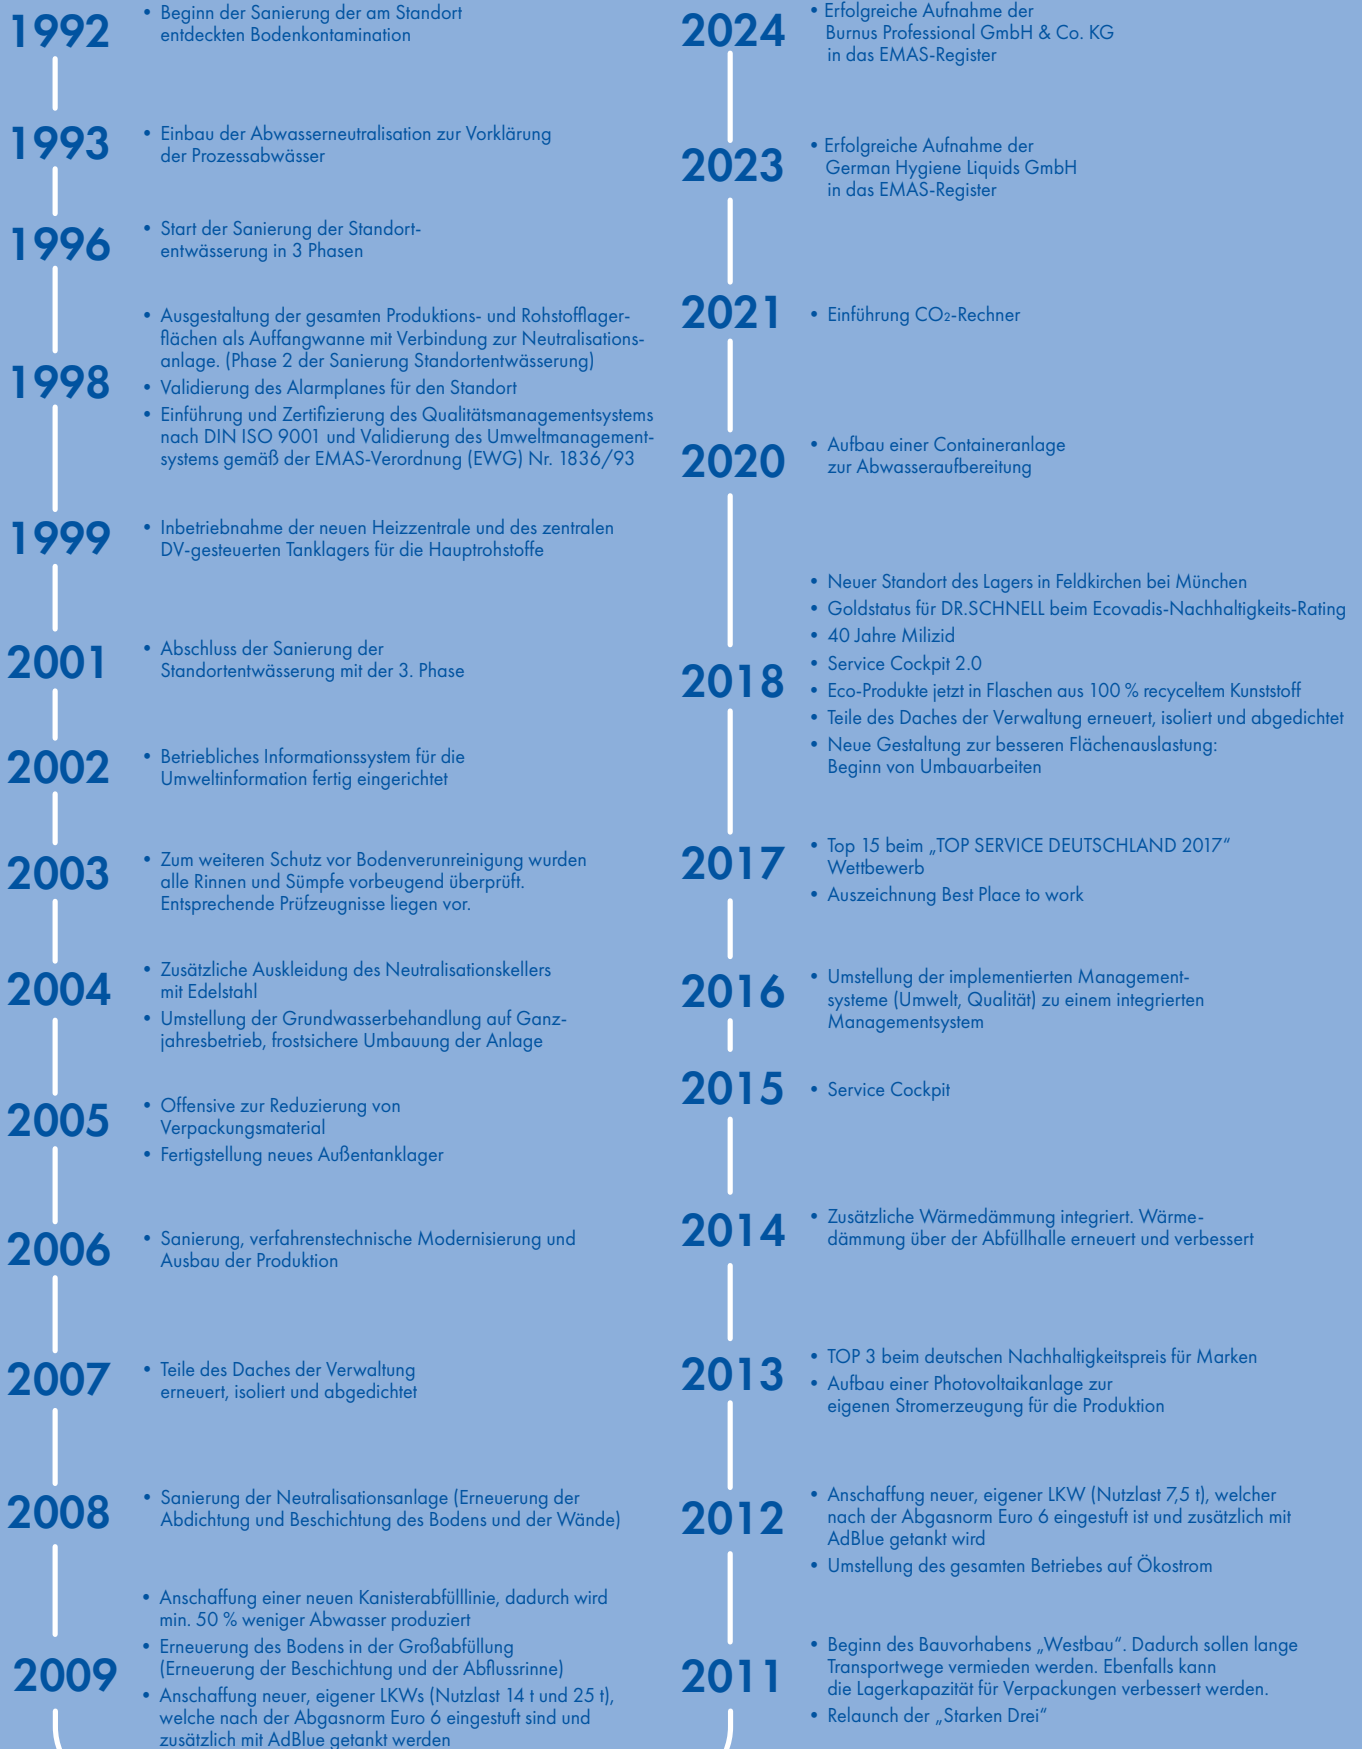 1992
• Beginn der Sanierung der am Standort
entdeckten Bodenkontamination
1993
• Einbau der Abwasserneutralisation zur Vorklärung
der Prozessabwässer
1996
• Start der Sanierung der Standort-
entwässerung in 3 Phasen
1998
• Ausgestaltung der gesamten Produktions- und Rohstofflager-
flächen als Auffangwanne mit Verbindung zur Neutralisations-
anlage. (Phase 2 der Sanierung Standortentwässerung)
• Validierung des Alarmplanes für den Standort
• Einführung und Zertifizierung des Qualitätsmanagementsystems
nach DIN ISO 9001 und Validierung des Umweltmanagement-
systems gemäß der EMAS-Verordnung (EWG) Nr. 1836/93
1999
• Inbetriebnahme der neuen Heizzentrale und des zentralen
DV-gesteuerten Tanklagers für die Hauptrohstoffe
2001
• Abschluss der Sanierung der
Standortentwässerung mit der 3. Phase
2002
• Betriebliches Informationssystem für die
Umweltinformation fertig eingerichtet
2003
• Zum weiteren Schutz vor Bodenverunreinigung wurden
alle Rinnen und Sümpfe vorbeugend überprüft.
Entsprechende Prüfzeugnisse liegen vor.
2004
• Zusätzliche Auskleidung des Neutralisationskellers
mit Edelstahl
• Umstellung der Grundwasserbehandlung auf Ganz-
jahresbetrieb, frostsichere Umbauung der Anlage
2005
• Offensive zur Reduzierung von
Verpackungsmaterial
• Fertigstellung neues Außentanklager
2006
• Sanierung, verfahrenstechnische Modernisierung und
Ausbau der Produktion
2007
• Teile des Daches der Verwaltung
erneuert, isoliert und abgedichtet
2008
• Sanierung der Neutralisationsanlage (Erneuerung der
Abdichtung und Beschichtung des Bodens und der Wände)
2009
• Anschaffung einer neuen Kanisterabfülllinie, dadurch wird
min. 50 % weniger Abwasser produziert
• Erneuerung des Bodens in der Großabfüllung
(Erneuerung der Beschichtung und der Abflussrinne)
• Anschaffung neuer, eigener LKWs (Nutzlast 14 t und 25 t),
welche nach der Abgasnorm Euro 6 eingestuft sind und
zusätzlich mit AdBlue getankt werden
2024
• Erfolgreiche Aufnahme der
Burnus Professional GmbH & Co. KG
in das EMAS-Register
2023
• Erfolgreiche Aufnahme der
German Hygiene Liquids GmbH
in das EMAS-Register
2021
• Einführung CO₂-Rechner
2020
• Aufbau einer Containeranlage
zur Abwasseraufbereitung
2018
• Neuer Standort des Lagers in Feldkirchen bei München
• Goldstatus für DR.SCHNELL beim Ecovadis-Nachhaltigkeits-Rating
• 40 Jahre Milizid
• Service Cockpit 2.0
• Eco-Produkte jetzt in Flaschen aus 100 % recyceltem Kunststoff
• Teile des Daches der Verwaltung erneuert, isoliert und abgedichtet
• Neue Gestaltung zur besseren Flächenauslastung:
Beginn von Umbauarbeiten
2017
• Top 15 beim „TOP SERVICE DEUTSCHLAND 2017“
Wettbewerb
• Auszeichnung Best Place to work
2016
• Umstellung der implementierten Management-
systeme (Umwelt, Qualität) zu einem integrierten
Managementsystem
2015
• Service Cockpit
2014
• Zusätzliche Wärmedämmung integriert. Wärme-
dämmung über der Abfüllhalle erneuert und verbessert
2013
• TOP 3 beim deutschen Nachhaltigkeitspreis für Marken
• Aufbau einer Photovoltaikanlage zur
eigenen Stromerzeugung für die Produktion
2012
• Anschaffung neuer, eigener LKW (Nutzlast 7,5 t), welcher
nach der Abgasnorm Euro 6 eingestuft ist und zusätzlich mit
AdBlue getankt wird
• Umstellung des gesamten Betriebes auf Ökostrom
2011
• Beginn des Bauvorhabens „Westbau“. Dadurch sollen lange
Transportwege vermieden werden. Ebenfalls kann
die Lagerkapazität für Verpackungen verbessert werden.
• Relaunch der „Starken Drei“